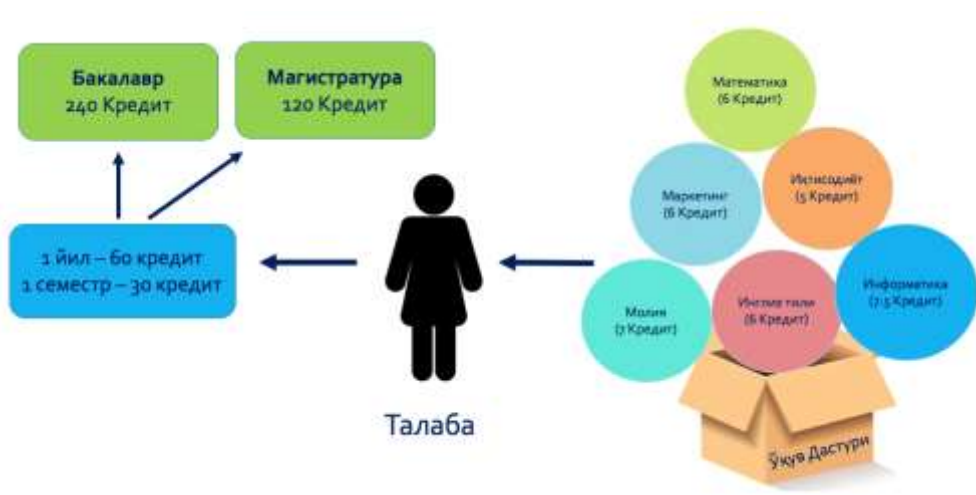 Бакалавр
240 Кредит
Магистратура
120 Кредит
1 йил – 60 кредит
1 семестр – 30 кредит
Талаба
Математика
(6 Кредит)
Маркетинг
(6 Кредит)
Иқтисодиёт
(5 Кредит)
Молия
(7 Кредит)
Инглиз тили
(6 Кредит)
Информатика
(7.5 Кредит)
Ўқув Дастури